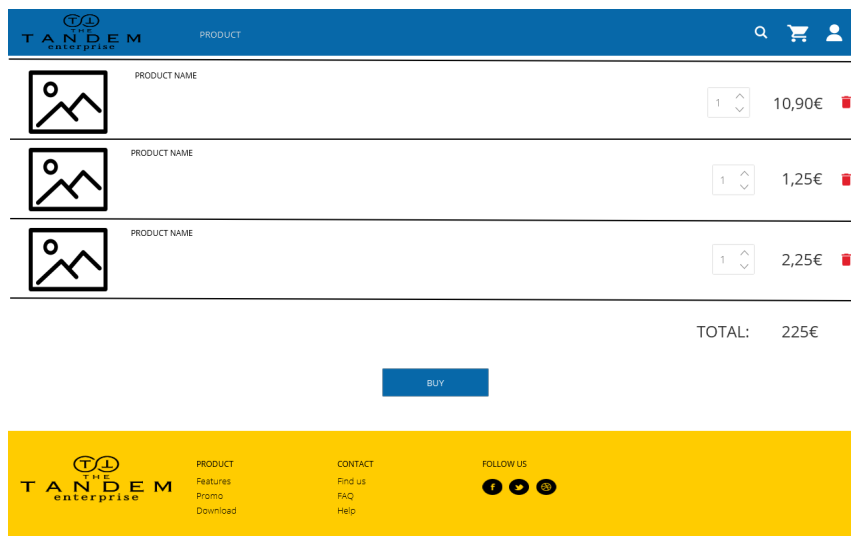 THE
TANDEM
enterprise
PRODUCT
PRODUCT NAME
1
10,90€
PRODUCT NAME
1
1,25€
PRODUCT NAME
1
2,25€
TOTAL: 225€
BUY
THE
TANDEM
enterprise
PRODUCT
Features
Promo
Download
CONTACT
Find us
FAQ
Help
FOLLOW US